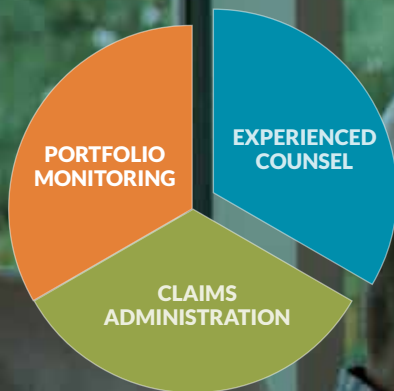 PORTFOLIO
MONITORING
EXPERIENCED
COUNSEL
CLAIMS
ADMINISTRATION